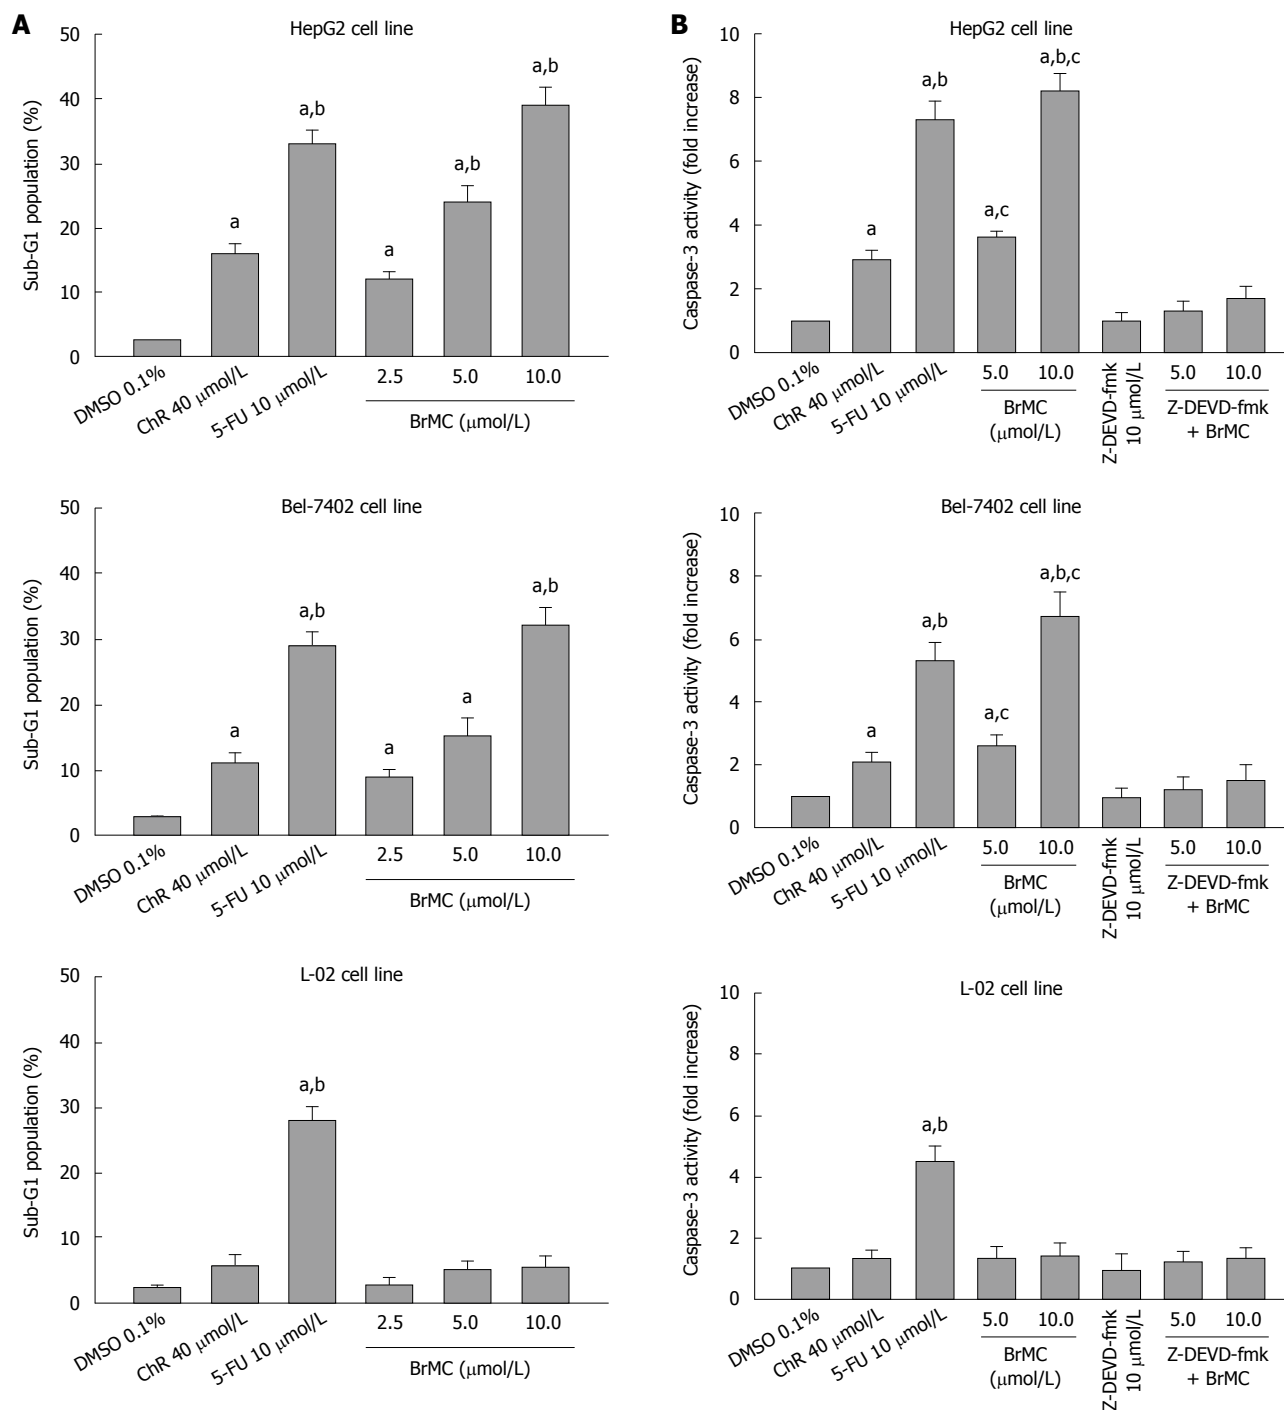 A
HepG2 cell line
Sub-G1 population (%)
50
40
30
20
10
0
a
a,b
a
a,b
a,b
DMSO 0.1%
ChR 40 μmol/L
5-FU 10 μmol/L
2.5 5.0 10.0
BrMC (μmol/L)
Bel-7402 cell line
Sub-G1 population (%)
50
40
30
20
10
0
a
a,b
a
a
a,b
DMSO 0.1%
ChR 40 μmol/L
5-FU 10 μmol/L
2.5 5.0 10.0
BrMC (μmol/L)
L-02 cell line
Sub-G1 population (%)
50
40
30
20
10
0
a,b
DMSO 0.1%
ChR 40 μmol/L
5-FU 10 μmol/L
2.5 5.0 10.0
BrMC (μmol/L)
B
HepG2 cell line
Caspase-3 activity (fold increase)
10
8
6
4
2
0
a
a,b
a,c
a,b,c
DMSO 0.1%
ChR 40 μmol/L
5-FU 10 μmol/L
5.0 10.0
BrMC
(μmol/L)
Z-DEVD-fmk
10 μmol/L
5.0 10.0
Z-DEVD-fmk
+ BrMC
Bel-7402 cell line
Caspase-3 activity (fold increase)
10
8
6
4
2
0
a
a,b
a,c
a,b,c
DMSO 0.1%
ChR 40 μmol/L
5-FU 10 μmol/L
5.0 10.0
BrMC
(μmol/L)
Z-DEVD-fmk
10 μmol/L
5.0 10.0
Z-DEVD-fmk
+ BrMC
L-02 cell line
Caspase-3 activity (fold increase)
10
8
6
4
2
0
a,b
DMSO 0.1%
ChR 40 μmol/L
5-FU 10 μmol/L
5.0 10.0
BrMC
(μmol/L)
Z-DEVD-fmk
10 μmol/L
5.0 10.0
Z-DEVD-fmk
+ BrMC